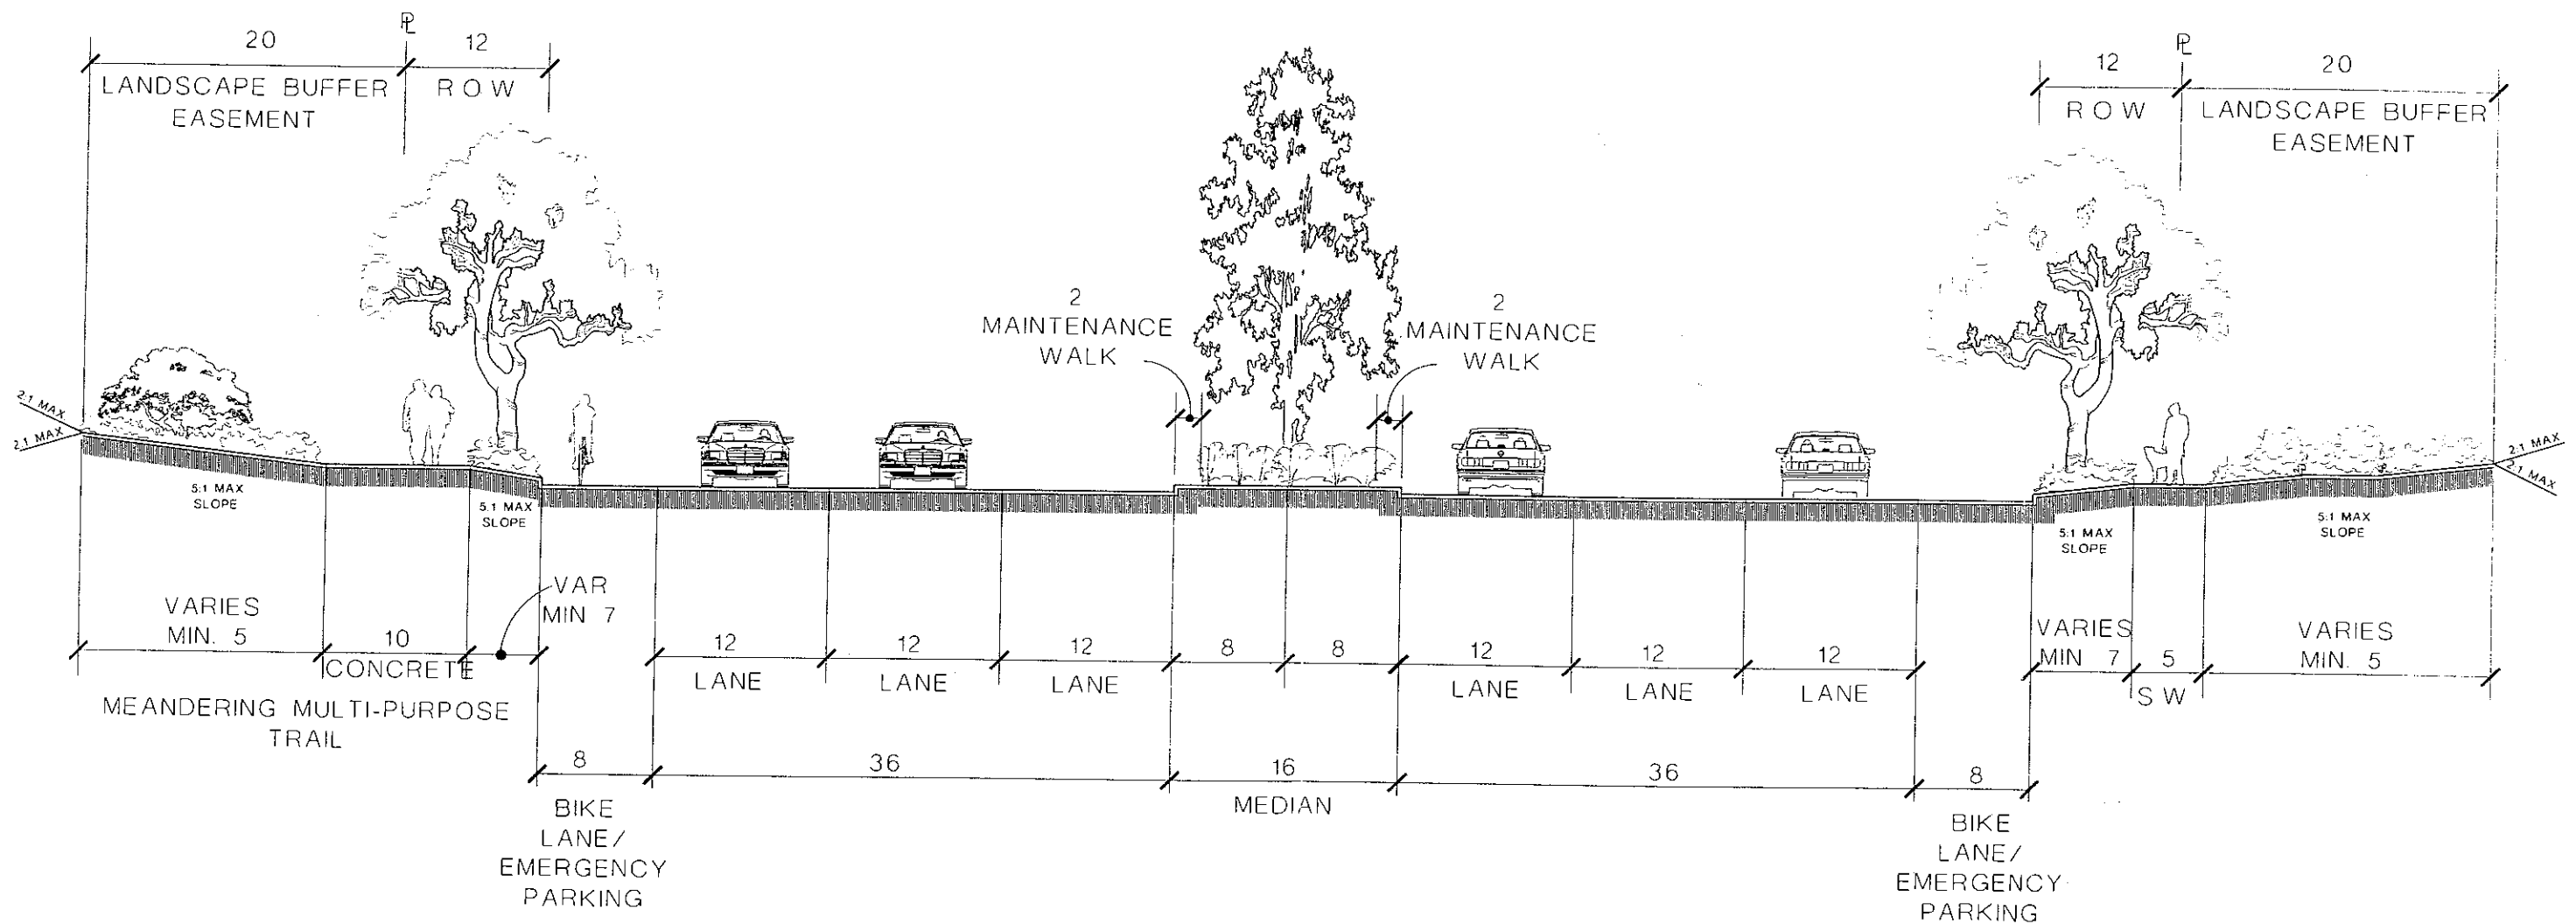 20
℄
12
LANDSCAPE BUFFER
EASEMENT
R O W
12
℄
20
R O W
LANDSCAPE BUFFER
EASEMENT
2
MAINTENANCE
WALK
2
MAINTENANCE
WALK
2:1 MAX
2:1 MAX
2:1 MAX
2:1 MAX
5:1 MAX
SLOPE
5:1 MAX
SLOPE
5:1 MAX
SLOPE
5:1 MAX
SLOPE
VARIES
MIN. 5
10
CONCRETE
VAR
MIN 7
MEANDERING MULTI-PURPOSE
TRAIL
12
LANE
12
LANE
12
LANE
8
8
12
LANE
12
LANE
12
LANE
VARIES
MIN 7
5
S W
VARIES
MIN. 5
8
BIKE
LANE/
EMERGENCY
PARKING
36
16
MEDIAN
36
8
BIKE
LANE/
EMERGENCY
PARKING